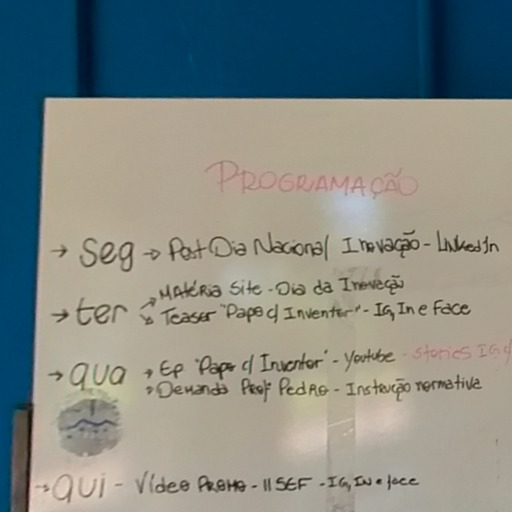 PROGRAMAÇÃO
→ seg → Post Dia Nacional Inovação - LinkedIn
→ ter → MATÉRIA Site - Dia da Inovação
↘ Teaser "Papo c/ Inventor" - IG, In e Face
→ qua → Ep "Papo c/ Inventor" - Youtube - Stories IG
→ Demanda Profº Pedro - Instrução normativa
→ qui - Vídeo PROMO - II SEF - IG, IN e face